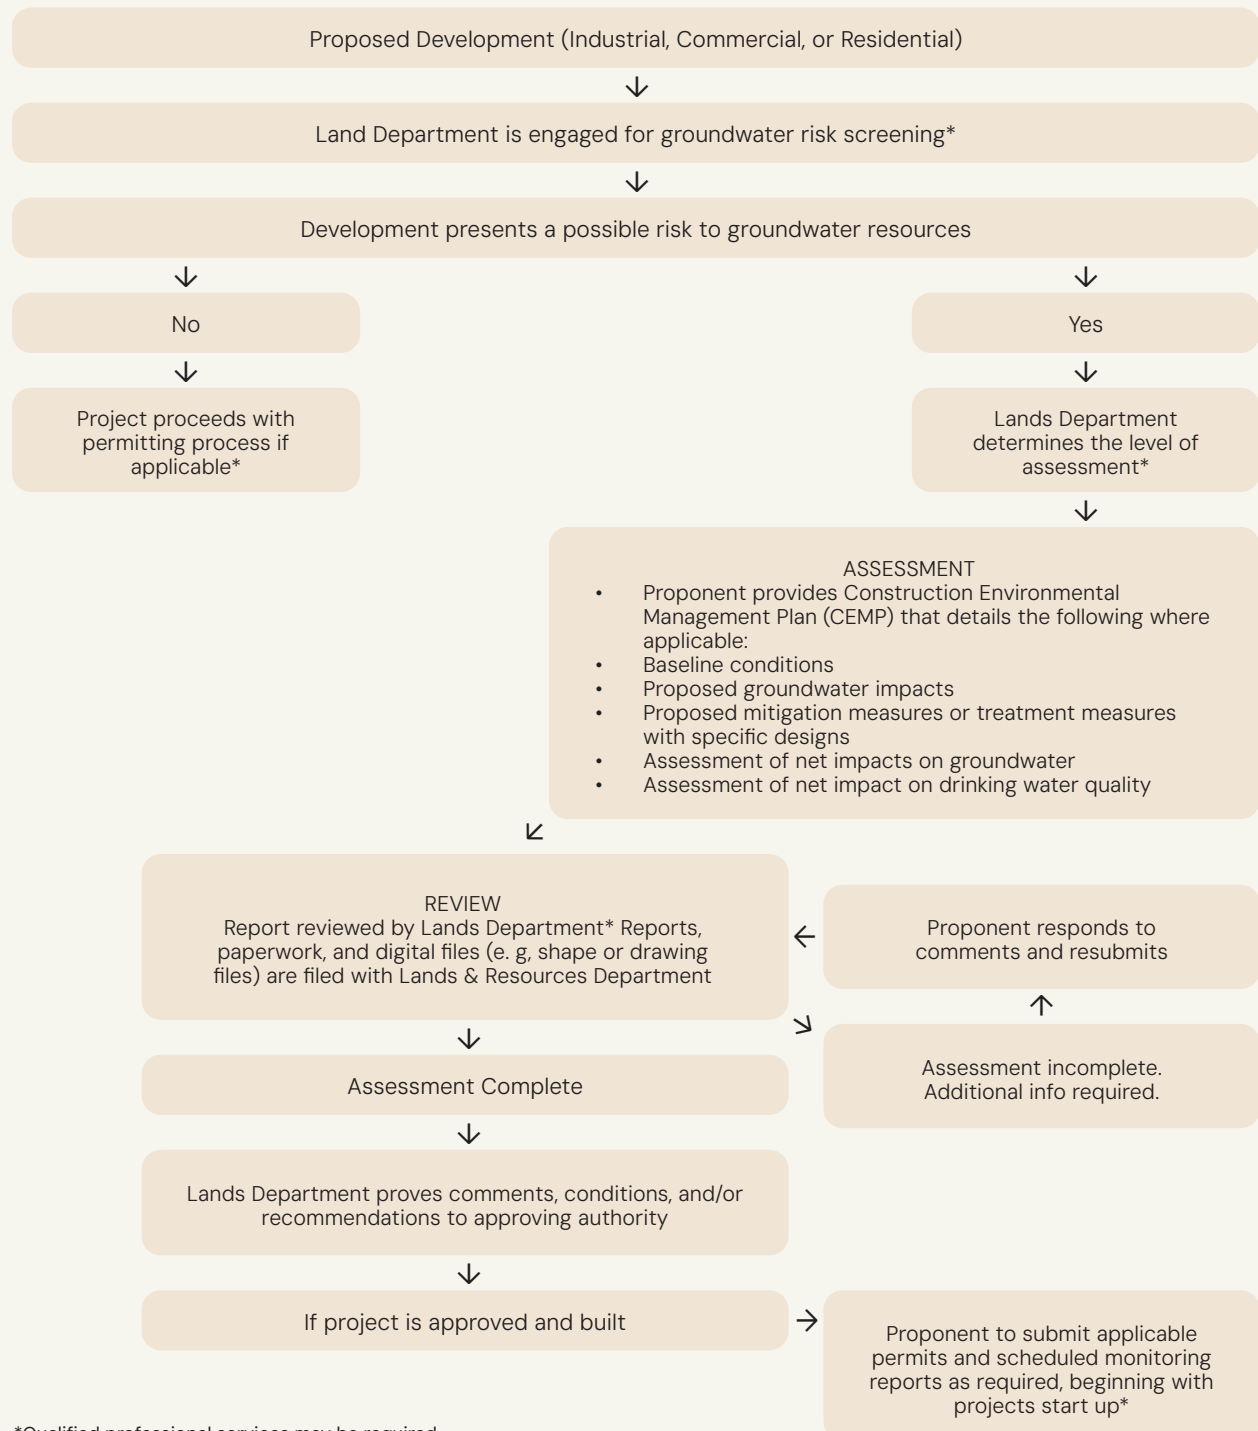 Proposed Development (Industrial, Commercial, or Residential)
Land Department is engaged for groundwater risk screening*
Development presents a possible risk to groundwater resources
No
Yes
Project proceeds with
permitting process if
applicable*
Lands Department
determines the level of
assessment*
ASSESSMENT
• Proponent provides Construction Environmental
Management Plan (CEMP) that details the following where
applicable:
• Baseline conditions
• Proposed groundwater impacts
• Proposed mitigation measures or treatment measures
with specific designs
• Assessment of net impacts on groundwater
• Assessment of net impact on drinking water quality
REVIEW
Report reviewed by Lands Department* Reports,
paperwork, and digital files (e. g, shape or drawing
files) are filed with Lands & Resources Department
Proponent responds to
comments and resubmits
Assessment incomplete.
Additional info required.
Assessment Complete
Lands Department proves comments, conditions, and/or
recommendations to approving authority
If project is approved and built
Proponent to submit applicable
permits and scheduled monitoring
reports as required, beginning with
projects start up*
*Qualified professional services may be required